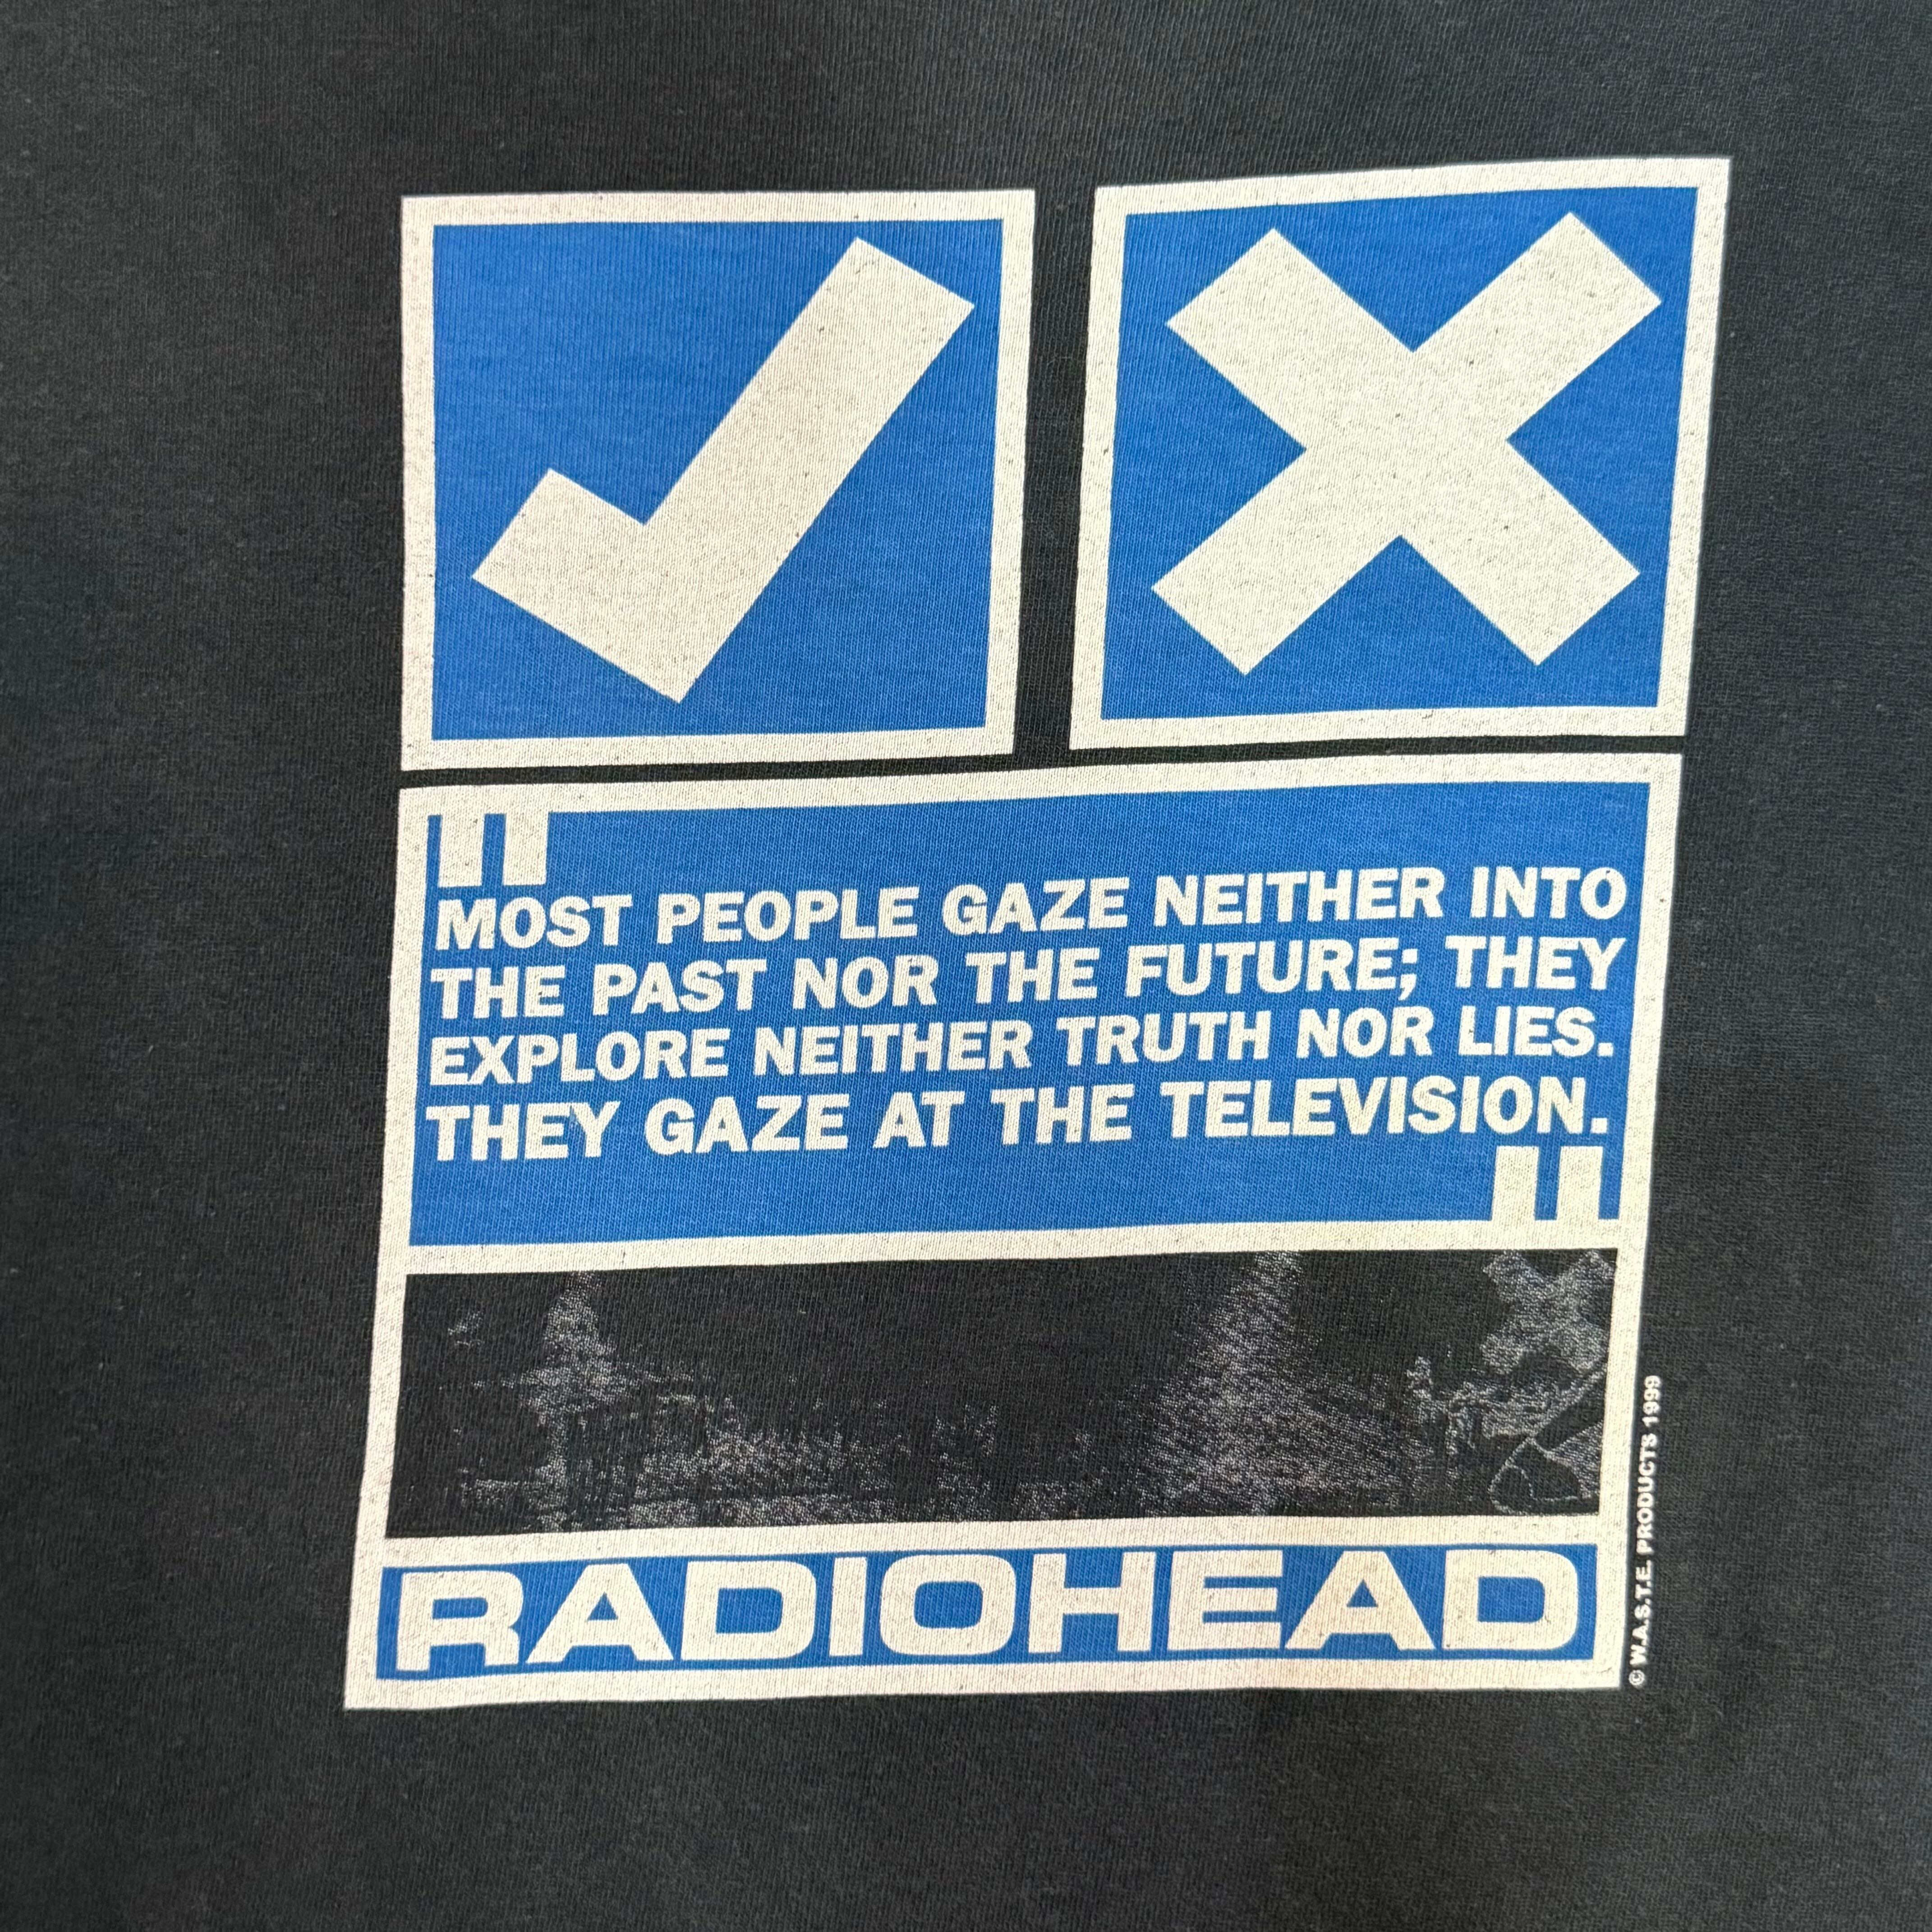 "
MOST PEOPLE GAZE NEITHER INTO
THE PAST NOR THE FUTURE; THEY
EXPLORE NEITHER TRUTH NOR LIES.
THEY GAZE AT THE TELEVISION.
"
RADIOHEAD
© W.A.S.T.E. PRODUCTS 1999